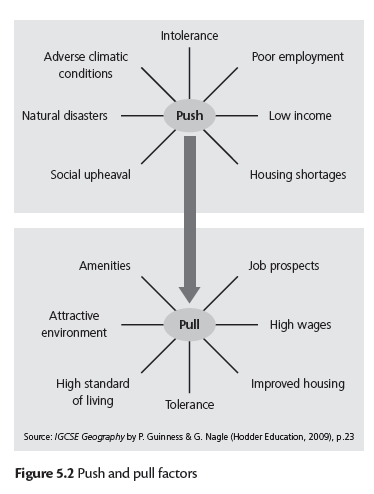 Intolerance
Adverse climatic
conditions
Poor employment
Natural disasters
Push
Low income
Social upheaval
Housing shortages
Amenities
Job prospects
Attractive
environment
Pull
High wages
High standard
of living
Improved housing
Tolerance
Source: IGCSE Geography by P. Guinness & G. Nagle (Hodder Education, 2009), p.23
Figure 5.2 Push and pull factors